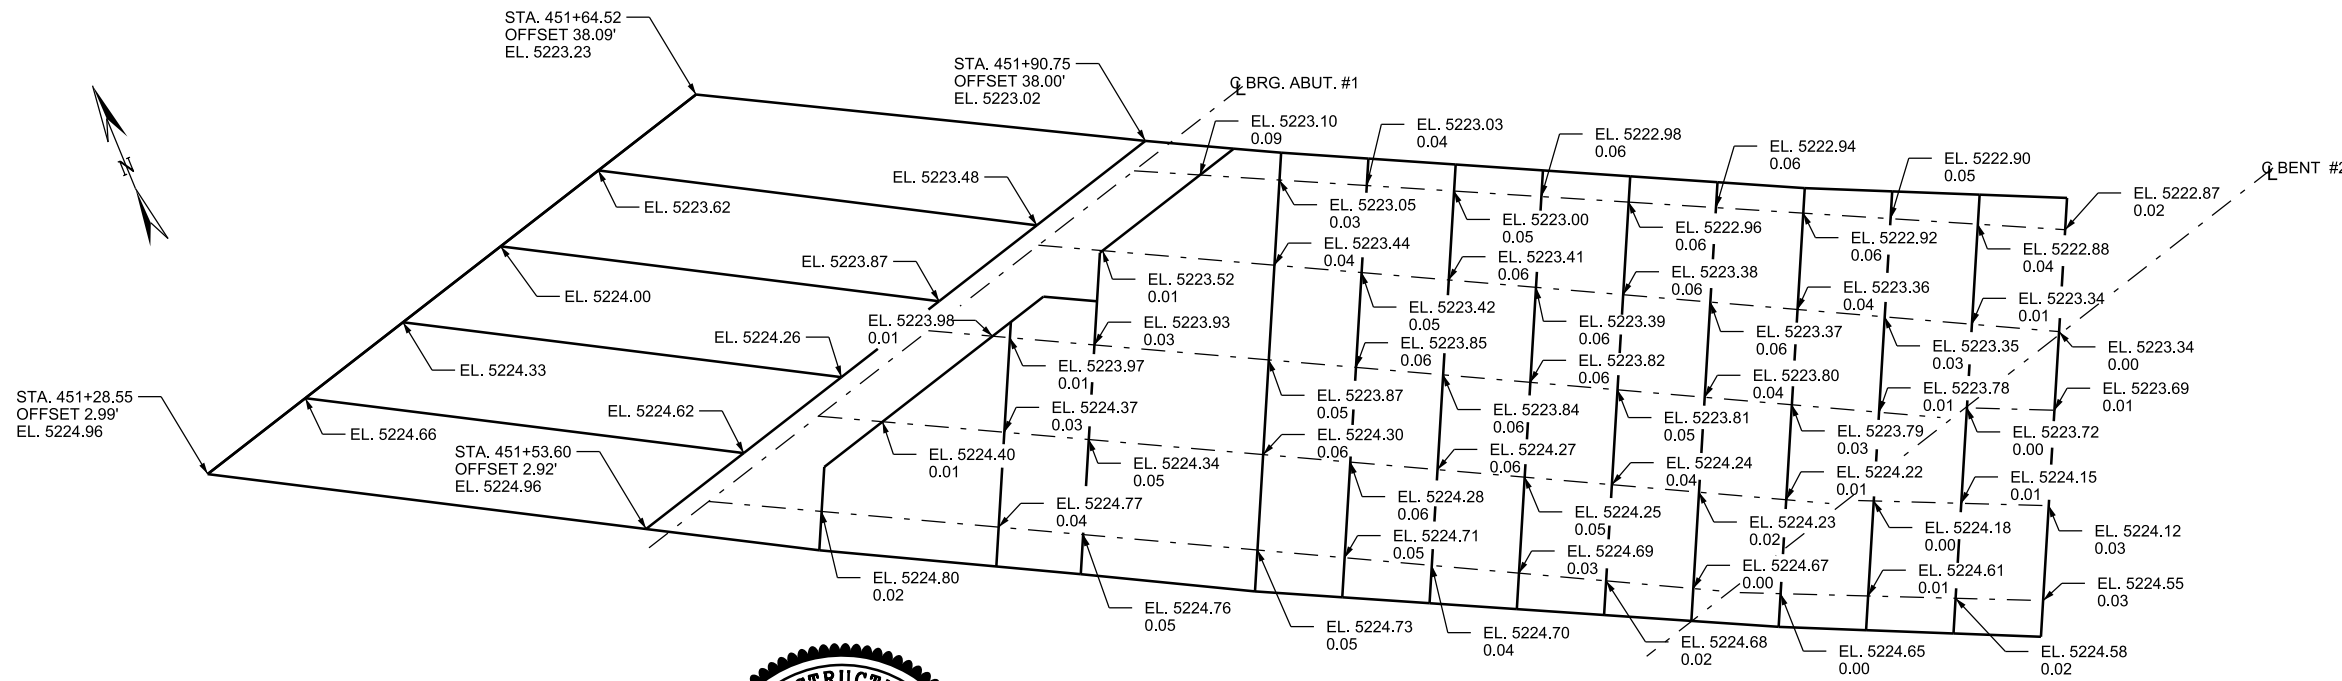 STA. 451+64.52
OFFSET 38.09'
EL. 5223.23
STA. 451+90.75
OFFSET 38.00'
EL. 5223.02
℄ BRG. ABUT. #1
℄ BENT #2
N
EL. 5223.10
0.09
EL. 5223.03
0.04
EL. 5222.98
0.06
EL. 5222.94
0.06
EL. 5222.90
0.05
EL. 5222.87
0.02
EL. 5223.48
EL. 5223.62
EL. 5223.05
0.03
EL. 5223.00
0.05
EL. 5222.96
0.06
EL. 5222.92
0.06
EL. 5222.88
0.04
EL. 5223.87
EL. 5224.00
EL. 5223.52
0.01
EL. 5223.44
0.04
EL. 5223.42
0.05
EL. 5223.41
0.06
EL. 5223.39
0.06
EL. 5223.38
0.06
EL. 5223.37
0.06
EL. 5223.36
0.04
EL. 5223.35
0.03
EL. 5223.34
0.01
EL. 5223.34
0.00
EL. 5224.26
EL. 5224.33
EL. 5223.98
0.01
EL. 5223.97
0.01
EL. 5223.93
0.03
EL. 5223.87
0.05
EL. 5223.85
0.06
EL. 5223.84
0.06
EL. 5223.82
0.06
EL. 5223.81
0.05
EL. 5223.80
0.04
EL. 5223.79
0.03
EL. 5223.78
0.01
EL. 5223.72
0.00
EL. 5223.69
0.01
STA. 451+28.55
OFFSET 2.99'
EL. 5224.96
EL. 5224.62
EL. 5224.66
STA. 451+53.60
OFFSET 2.92'
EL. 5224.96
EL. 5224.40
0.01
EL. 5224.37
0.03
EL. 5224.34
0.05
EL. 5224.30
0.06
EL. 5224.28
0.06
EL. 5224.27
0.06
EL. 5224.25
0.05
EL. 5224.24
0.04
EL. 5224.23
0.02
EL. 5224.22
0.01
EL. 5224.18
0.00
EL. 5224.15
0.01
EL. 5224.12
0.03
EL. 5224.80
0.02
EL. 5224.77
0.04
EL. 5224.76
0.05
EL. 5224.73
0.05
EL. 5224.71
0.05
EL. 5224.70
0.04
EL. 5224.69
0.03
EL. 5224.68
0.02
EL. 5224.67
0.00
EL. 5224.65
0.00
EL. 5224.61
0.01
EL. 5224.58
0.02
EL. 5224.55
0.03